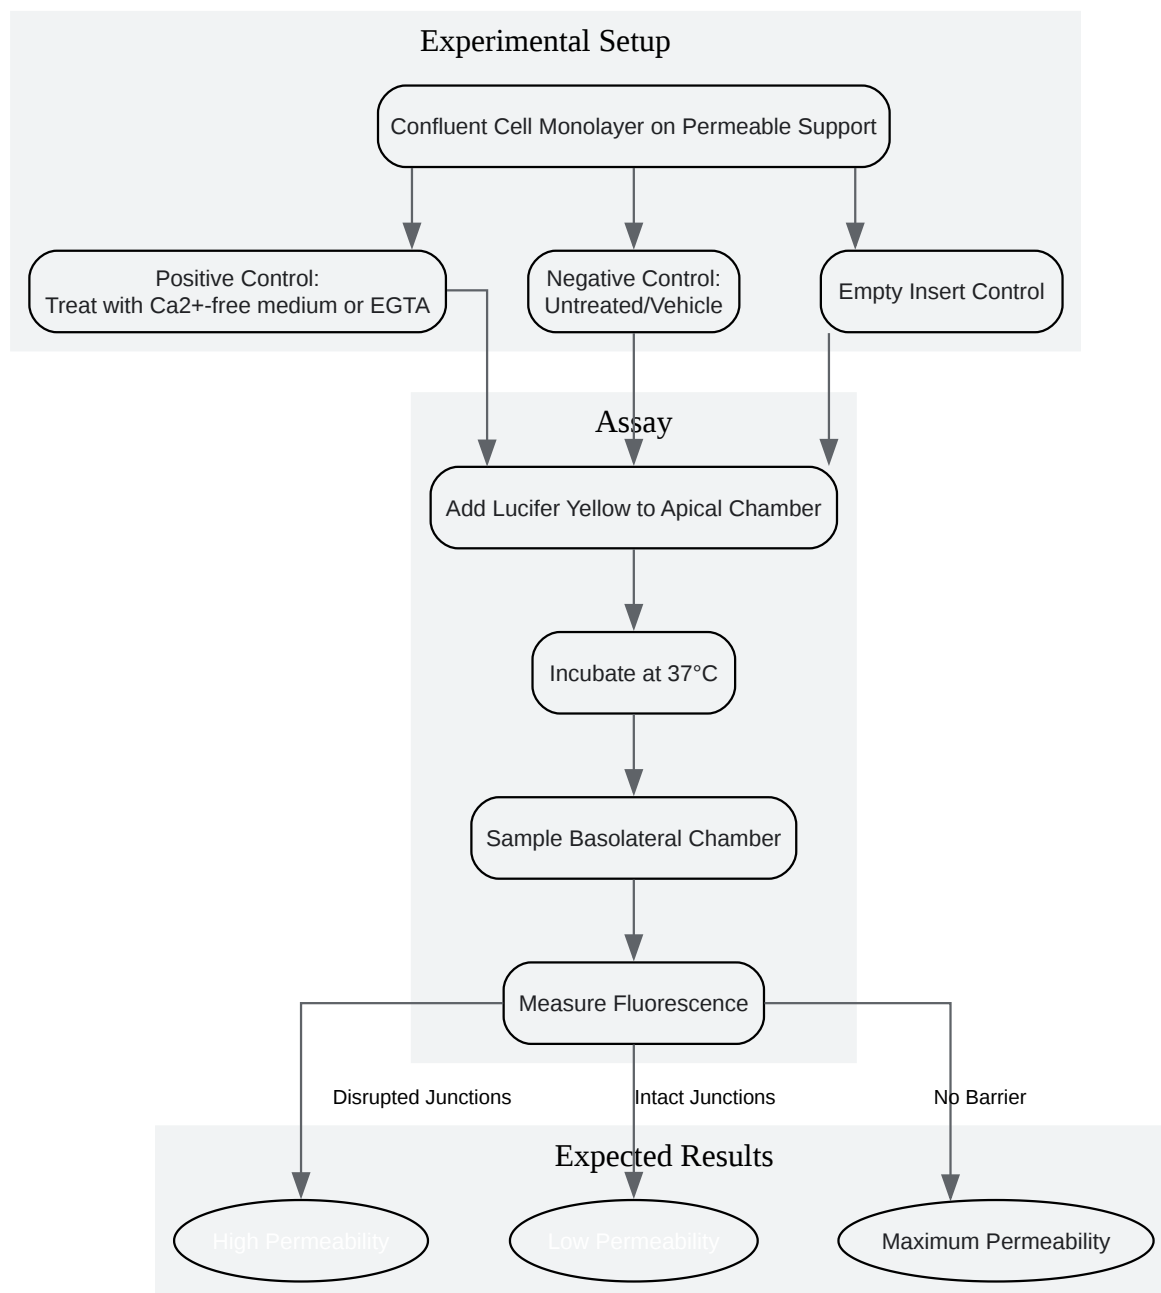 Experimental Setup
Confluent Cell Monolayer on Permeable Support
Positive Control:
Treat with Ca2+-free medium or EGTA
Negative Control:
Untreated/Vehicle
Empty Insert Control
Assay
Add Lucifer Yellow to Apical Chamber
Incubate at 37°C
Sample Basolateral Chamber
Measure Fluorescence
Disrupted Junctions
Intact Junctions
No Barrier
Expected Results
High Permeability
Low Permeability
Maximum Permeability